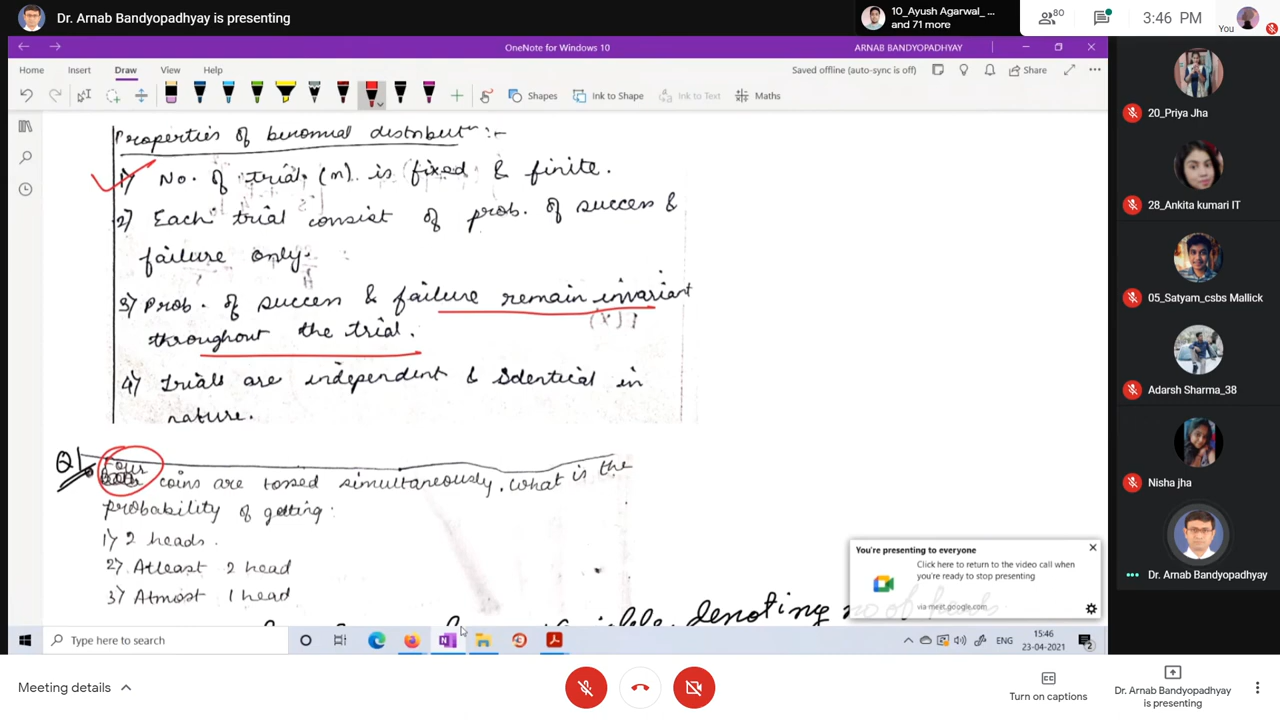 Dr. Arnab Bandyopadhyay is presenting
10_Ayush Agarwal_ ...
and 71 more
80
3:46 PM
You
OneNote for Windows 10
ARNAB BANDYOPADHYAY
Home Insert Draw View Help
Saved offline (auto-sync is off)
Share
Shapes
Ink to Shape
Ink to Text
Maths
Properties of binomial distribut
1) No. of trial (n) is fixed & finite.
2) Each trial consist of prob. of success &
failure only.
3) Prob. of success & failure remain invariant
throughout the trial.
4) Trials are independent & identical in
nature.
Q1.
Four coins are tossed simultaneously. What is the
probability of getting:
1) 2 heads.
2) Atleast 2 head
3) Atmost 1 head
denoting no of heads
You're presenting to everyone
Click here to return to the video call when
you're ready to stop presenting
via meet.google.com
20_Priya Jha
28_Ankita kumari IT
05_Satyam_csbs Mallick
Adarsh Sharma_38
Nisha jha
Dr. Arnab Bandyopadhyay
Type here to search
ENG
15:46
23-04-2021
2
Meeting details
Turn on captions
Dr. Arnab Bandyopadhyay
is presenting